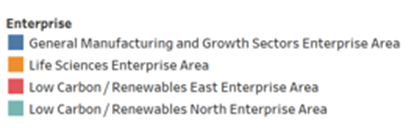 Enterprise
General Manufacturing and Growth Sectors Enterprise Area
Life Sciences Enterprise Area
Low Carbon / Renewables East Enterprise Area
Low Carbon / Renewables North Enterprise Area